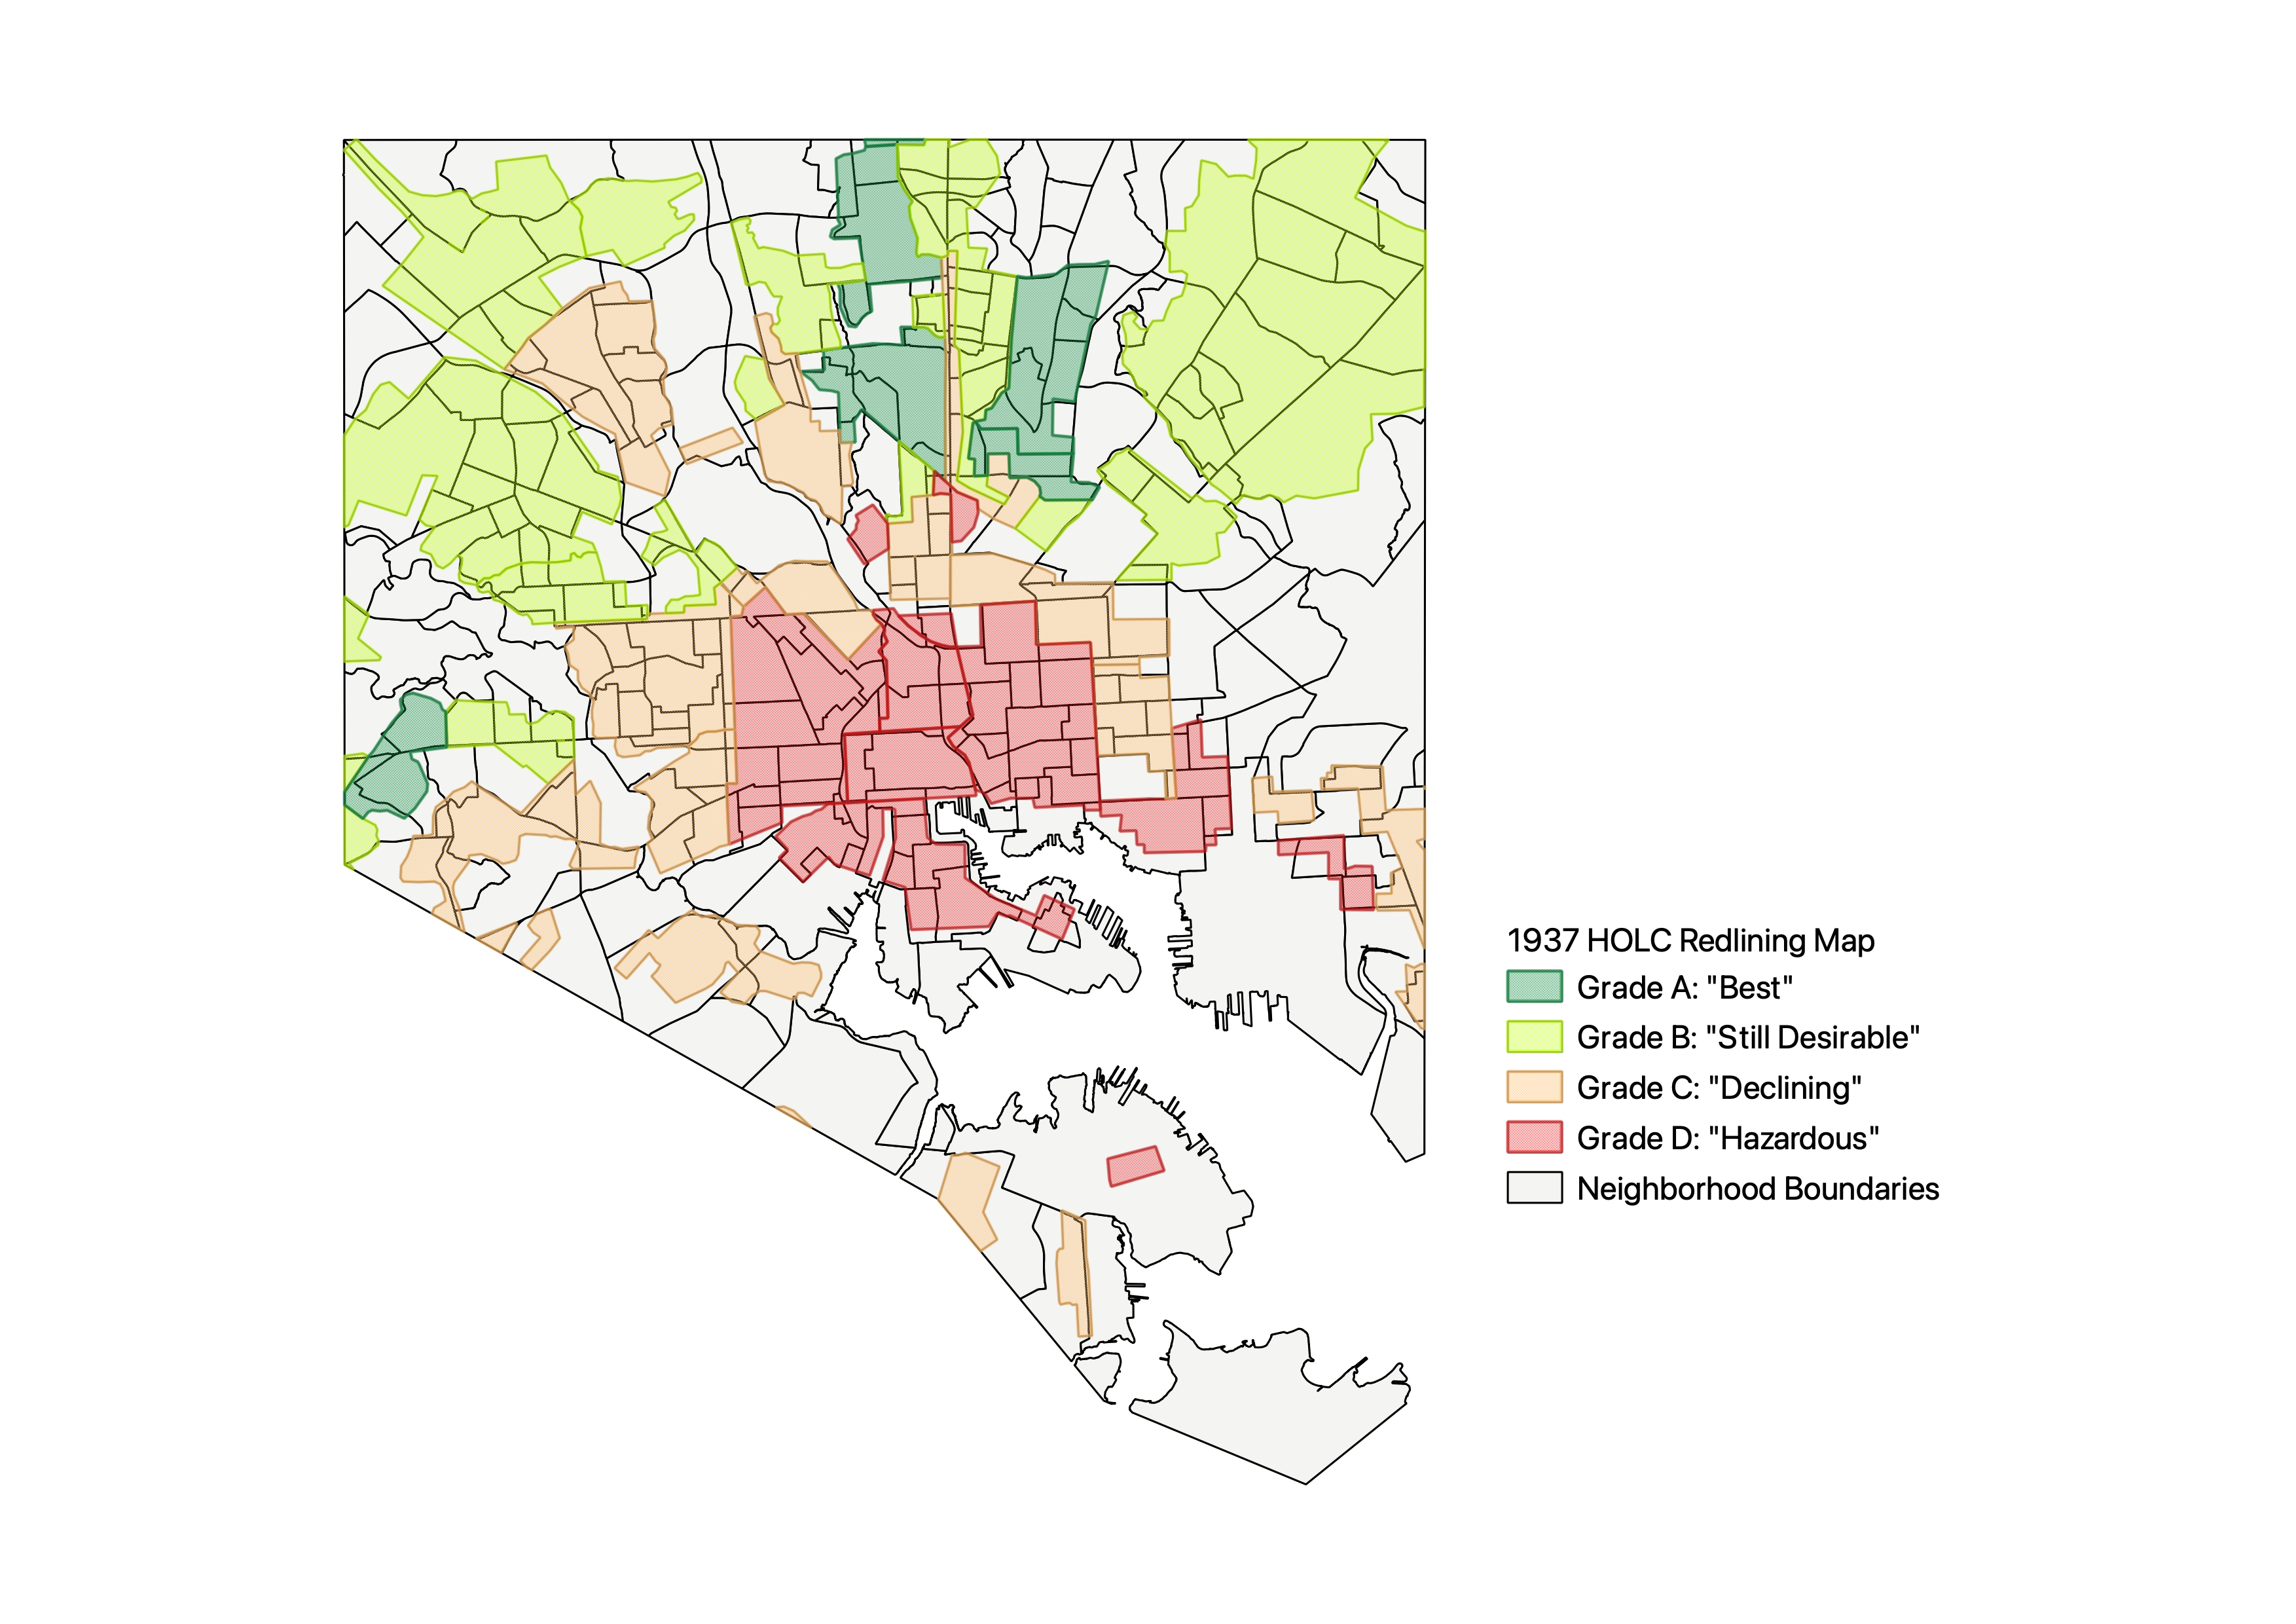 1937 HOLC Redlining Map
Grade A: "Best"
Grade B: "Still Desirable"
Grade C: "Declining"
Grade D: "Hazardous"
Neighborhood Boundaries